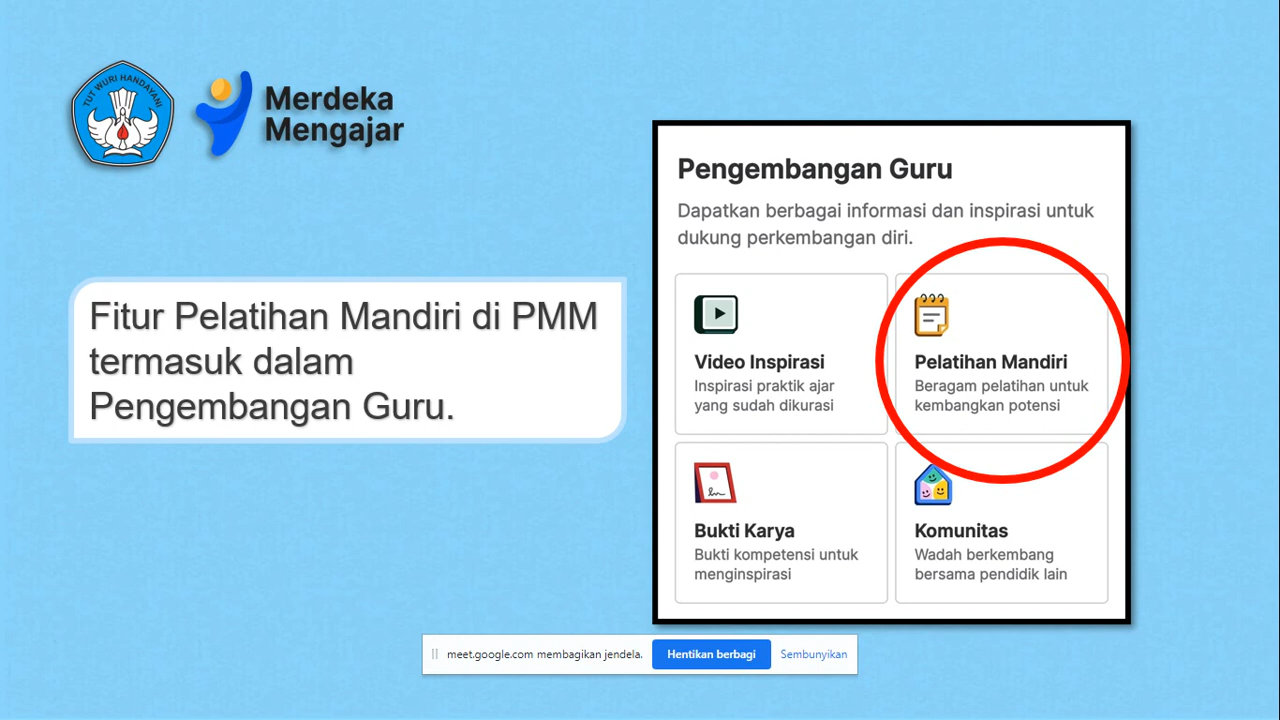 TUT WURI HANDAYANI
Merdeka
Mengajar
Fitur Pelatihan Mandiri di PMM
termasuk dalam
Pengembangan Guru.
Pengembangan Guru
Dapatkan berbagai informasi dan inspirasi untuk
dukung perkembangan diri.
Video Inspirasi
Inspirasi praktik ajar
yang sudah dikurasi
Pelatihan Mandiri
Beragam pelatihan untuk
kembangkan potensi
Bukti Karya
Bukti kompetensi untuk
menginspirasi
Komunitas
Wadah berkembang
bersama pendidik lain
meet.google.com membagikan jendela.
Hentikan berbagi
Sembunyikan